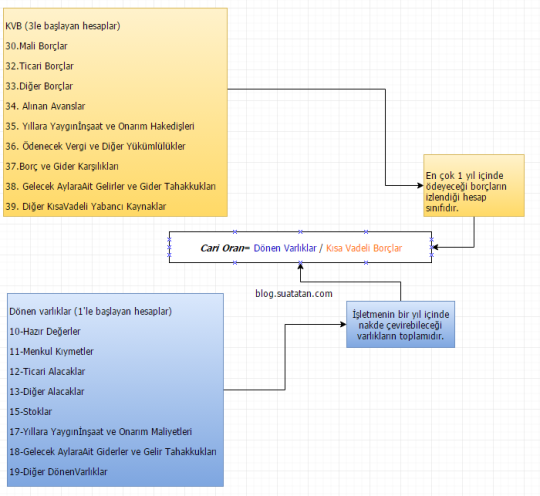 KVB (3le başlayan hesaplar)
30.Mali Borçlar
32.Ticari Borçlar
33.Diğer Borçlar
34. Alınan Avanslar
35. Yıllara Yaygınİnşaat ve Onarım Hakedişleri
36. Ödenecek Vergi ve Diğer Yükümlülükler
37.Borç ve Gider Karşılıkları
38. Gelecek AylaraAit Gelirler ve Gider Tahakkukları
39. Diğer KısaVadeli Yabancı Kaynaklar
En çok 1 yıl içinde
ödeyeceği borçların
izlendiği hesap
sınıfıdır.
Cari Oran= Dönen Varlıklar / Kısa Vadeli Borçlar
blog.suatatan.com
İşletmenin bir yıl içinde
nakde çevirebileceği
varlıkların toplamıdır.
Dönen varlıklar (1'le başlayan hesaplar)
10-Hazır Değerler
11-Menkul Kıymetler
12-Ticari Alacaklar
13-Diğer Alacaklar
15-Stoklar
17-Yıllara Yaygınİnşaat ve Onarım Maliyetleri
18-Gelecek AylaraAit Giderler ve Gelir Tahakkukları
19-Diğer DönenVarlıklar